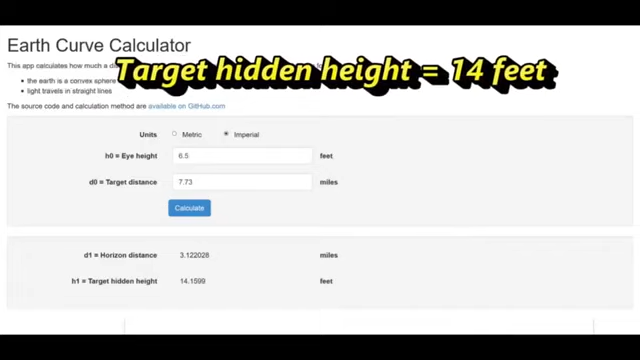 Earth Curve Calculator
Target hidden height = 14 feet
This app calculates how much a di
the earth is a convex sphere
light travels in straight lines
The source code and calculation method are available on GitHub.com
Units Metric Imperial
h0 = Eye height 6.5 feet
d0 = Target distance 7.73 miles
Calculate
d1 = Horizon distance 3.122028 miles
h1 = Target hidden height 14.1599 feet